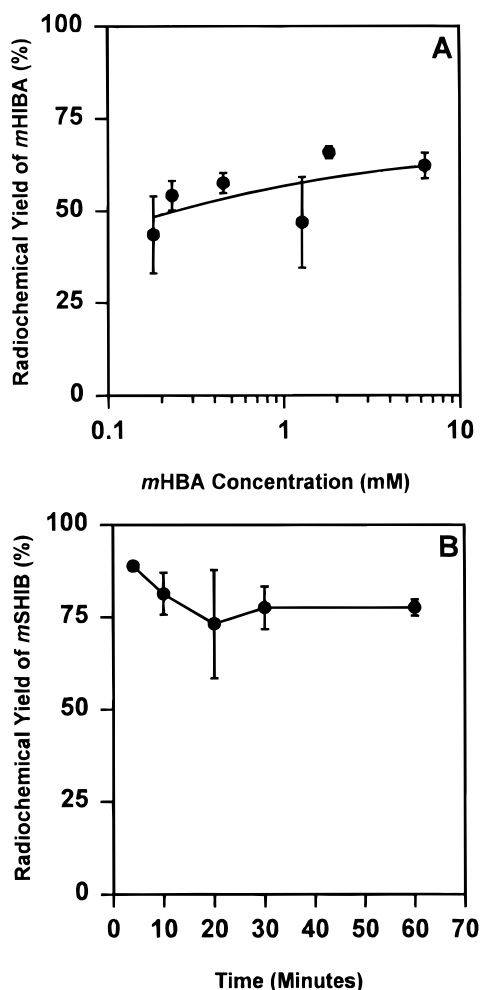 100
75
50
25
0
Radiochemical Yield of mHIBA (%)
A
0.1 1 10
mHBA Concentration (mM)
100
75
50
25
0
Radiochemical Yield of mSHIB (%)
B
0 10 20 30 40 50 60 70
Time (Minutes)